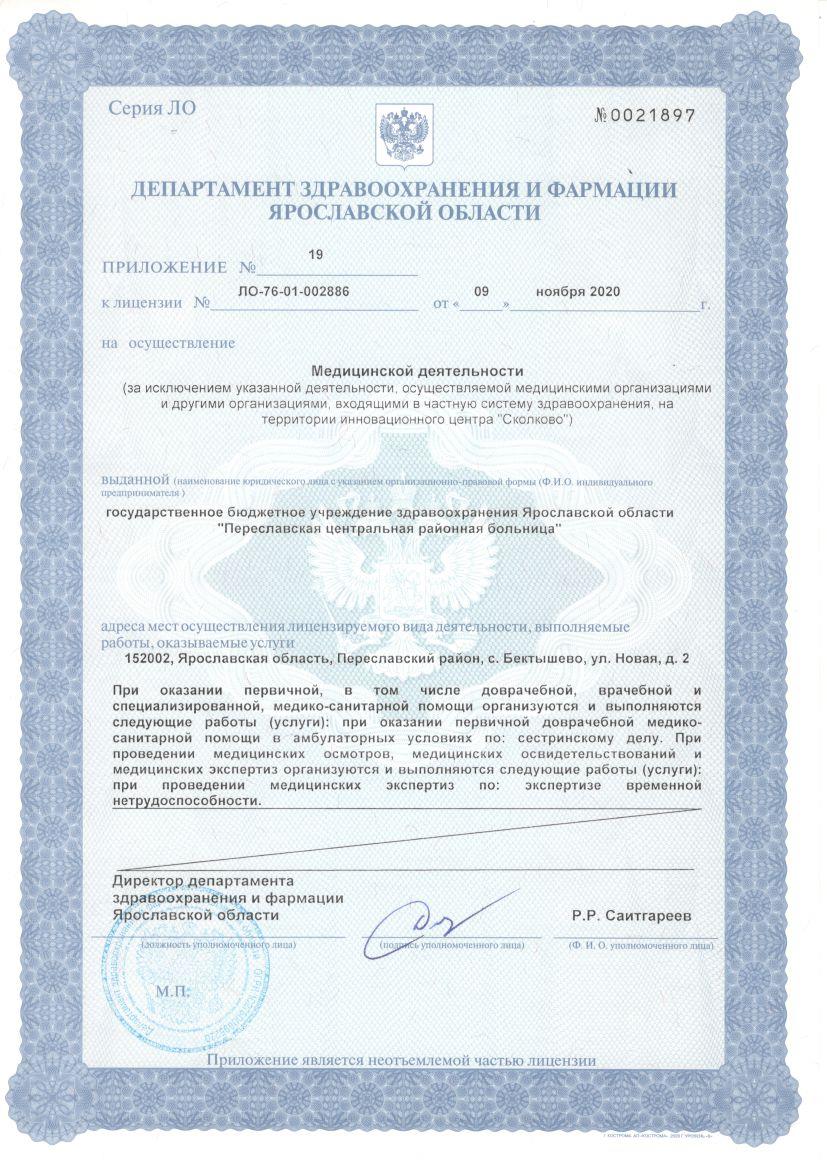 Серия ЛО
№0021897
ДЕПАРТАМЕНТ ЗДРАВООХРАНЕНИЯ И ФАРМАЦИИ
ЯРОСЛАВСКОЙ ОБЛАСТИ
ПРИЛОЖЕНИЕ № 19
к лицензии № ЛО-76-01-002886 от « 09 » ноября 2020 г.
на осуществление
Медицинской деятельности
(за исключением указанной деятельности, осуществляемой медицинскими организациями
и другими организациями, входящими в частную систему здравоохранения, на
территории инновационного центра "Сколково")
выданной (наименование юридического лица с указанием организационно-правовой формы (Ф.И.О. индивидуального
предпринимателя )
государственное бюджетное учреждение здравоохранения Ярославской области
"Переславская центральная районная больница"
адреса мест осуществления лицензируемого вида деятельности, выполняемые
работы, оказываемые услуги
152002, Ярославская область, Переславский район, с. Бектышево, ул. Новая, д. 2
При оказании первичной, в том числе доврачебной, врачебной и
специализированной, медико-санитарной помощи организуются и выполняются
следующие работы (услуги): при оказании первичной доврачебной медико-
санитарной помощи в амбулаторных условиях по: сестринскому делу. При
проведении медицинских осмотров, медицинских освидетельствований и
медицинских экспертиз организуются и выполняются следующие работы (услуги):
при проведении медицинских экспертиз по: экспертизе временной
нетрудоспособности.
Директор департамента
здравоохранения и фармации
Ярославской области
Р.Р. Саитгареев
(должность уполномоченного лица)
(подпись уполномоченного лица)
(Ф. И. О. уполномоченного лица)
М.П.
Приложение является неотъемлемой частью лицензии